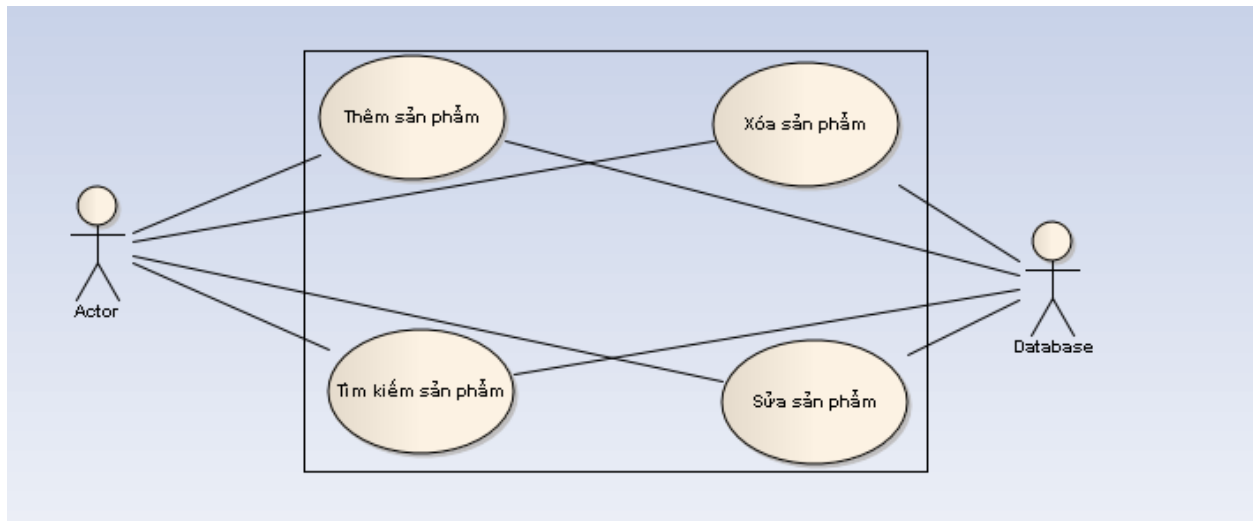 Thêm sản phẩm
Xóa sản phẩm
Actor
Database
Tìm kiếm sản phẩm
Sửa sản phẩm